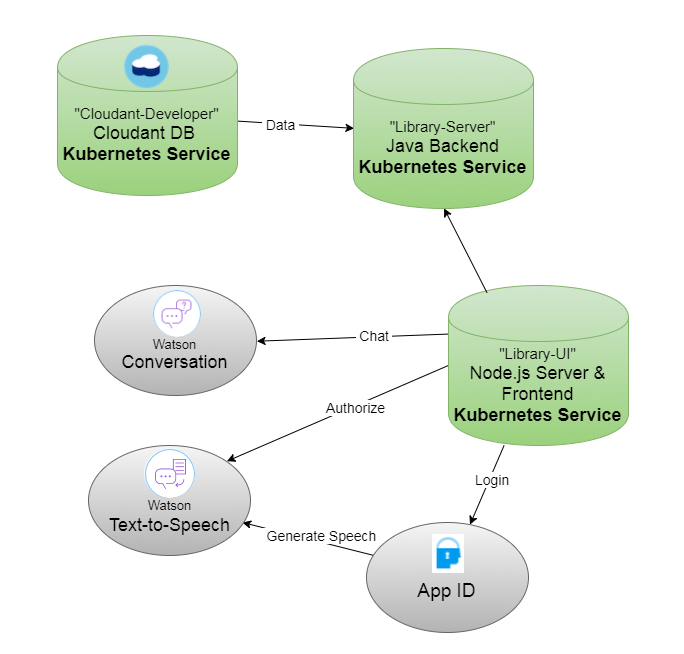 "Cloudant-Developer"
Cloudant DB
Kubernetes Service
Data
"Library-Server"
Java Backend
Kubernetes Service
Watson
Conversation
Chat
"Library-UI"
Node.js Server &
Frontend
Kubernetes Service
Authorize
Watson
Text-to-Speech
Login
Generate Speech
App ID